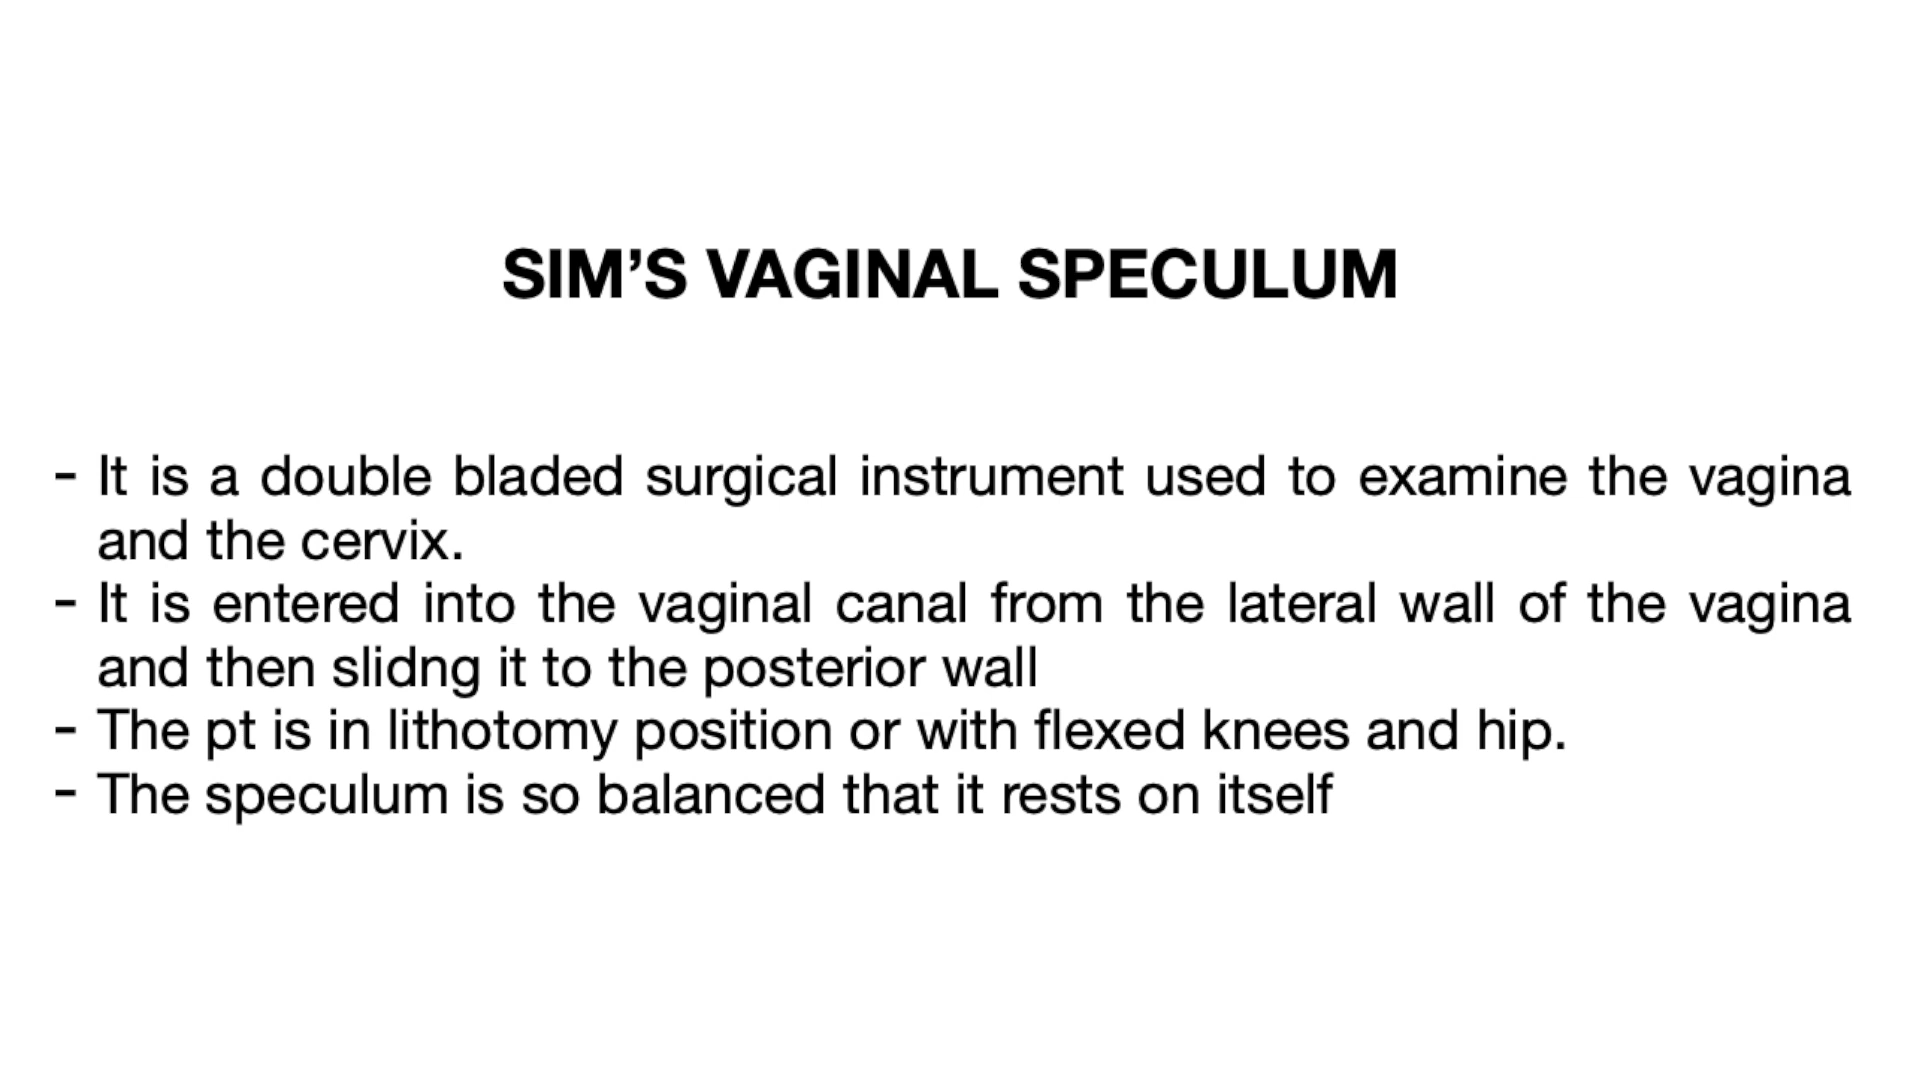 SIM’S VAGINAL SPECULUM
- It is a double bladed surgical instrument used to examine the vagina
and the cervix.
- It is entered into the vaginal canal from the lateral wall of the vagina
and then slidng it to the posterior wall
- The pt is in lithotomy position or with flexed knees and hip.
- The speculum is so balanced that it rests on itself